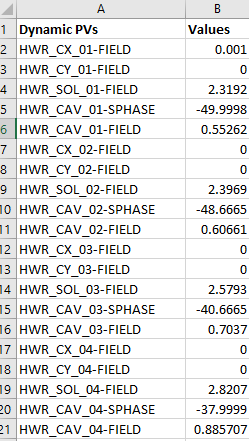 A B
1 Dynamic PVs Values
2 HWR_CX_01-FIELD 0.001
3 HWR_CY_01-FIELD 0
4 HWR_SOL_01-FIELD 2.3192
5 HWR_CAV_01-SPHASE -49.9998
6 HWR_CAV_01-FIELD 0.55262
7 HWR_CX_02-FIELD 0
8 HWR_CY_02-FIELD 0
9 HWR_SOL_02-FIELD 2.3969
10 HWR_CAV_02-SPHASE -48.6665
11 HWR_CAV_02-FIELD 0.60661
12 HWR_CX_03-FIELD 0
13 HWR_CY_03-FIELD 0
14 HWR_SOL_03-FIELD 2.5793
15 HWR_CAV_03-SPHASE -40.6665
16 HWR_CAV_03-FIELD 0.7037
17 HWR_CX_04-FIELD 0
18 HWR_CY_04-FIELD 0
19 HWR_SOL_04-FIELD 2.8207
20 HWR_CAV_04-SPHASE -37.9999
21 HWR_CAV_04-FIELD 0.885707